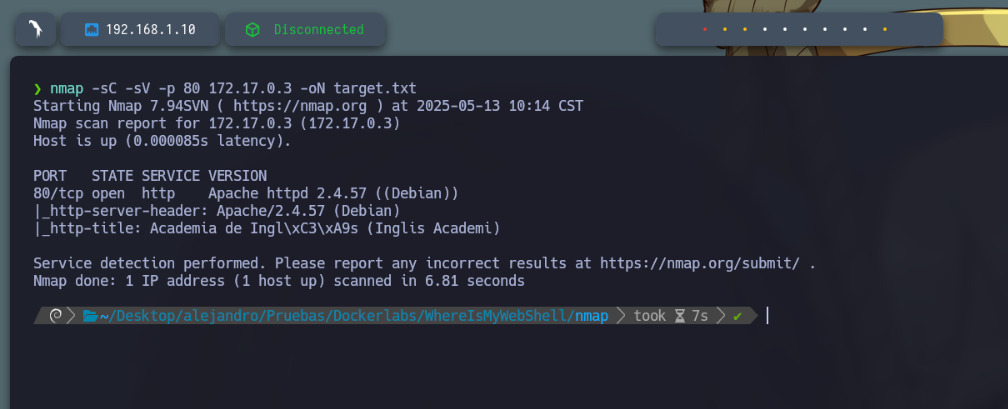 192.168.1.10
Disconnected
❯ nmap -sC -sV -p 80 172.17.0.3 -oN target.txt
Starting Nmap 7.94SVN ( https://nmap.org ) at 2025-05-13 10:14 CST
Nmap scan report for 172.17.0.3 (172.17.0.3)
Host is up (0.000085s latency).
PORT   STATE SERVICE VERSION
80/tcp open  http    Apache httpd 2.4.57 ((Debian))
|_http-server-header: Apache/2.4.57 (Debian)
|_http-title: Academia de Ingl\xC3\xA9s (Inglis Academi)
Service detection performed. Please report any incorrect results at https://nmap.org/submit/ .
Nmap done: 1 IP address (1 host up) scanned in 6.81 seconds
~/Desktop/alejandro/Pruebas/Dockerlabs/WhereIsMyWebShell/nmap took 7s ✔